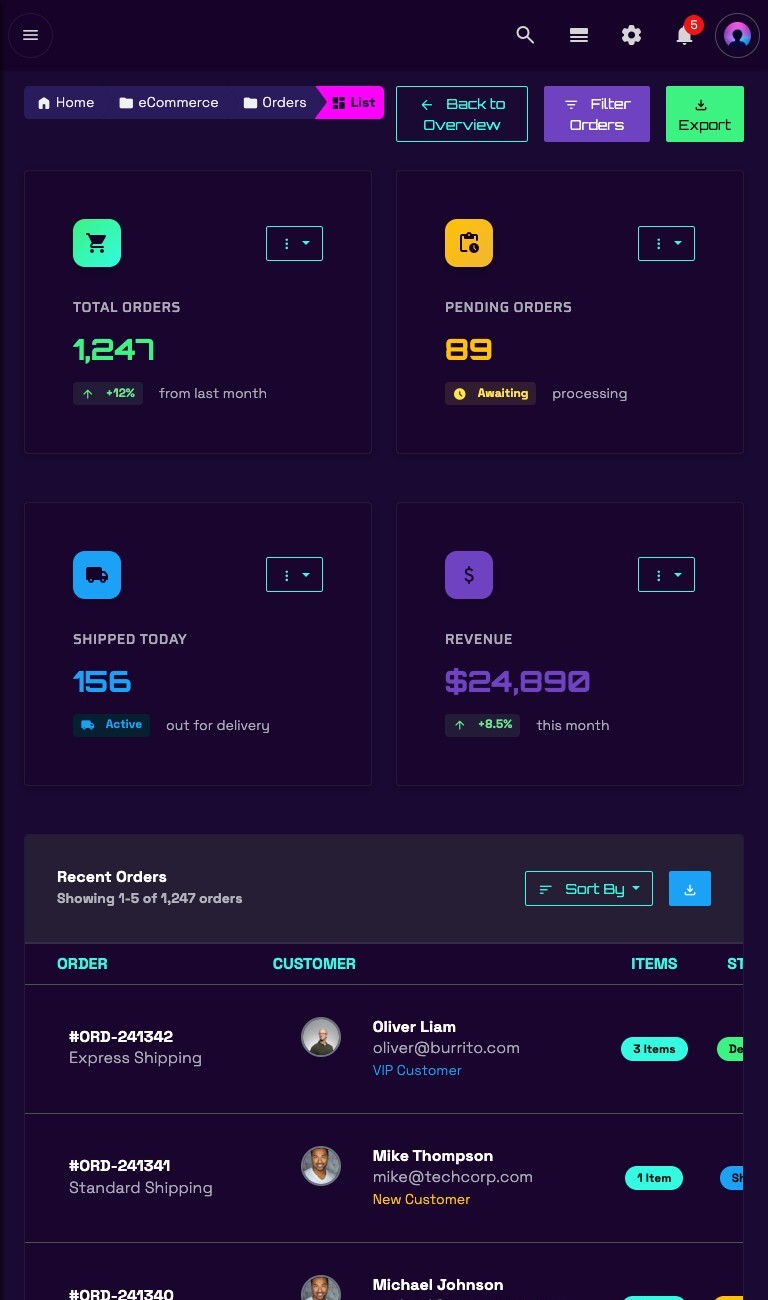 5
Home eCommerce Orders List
Back to
Overview
Filter
Orders
Export
TOTAL ORDERS
1,247
+12% from last month
PENDING ORDERS
89
Awaiting processing
SHIPPED TODAY
156
Active out for delivery
REVENUE
$24,890
+8.5% this month
Recent Orders
Showing 1-5 of 1,247 orders
Sort By
ORDER CUSTOMER ITEMS ST
#ORD-241342
Express Shipping
Oliver Liam
oliver@burrito.com
VIP Customer
3 Items
De
#ORD-241341
Standard Shipping
Mike Thompson
mike@techcorp.com
New Customer
1 Item
Sh
#ORD-241340
Michael Johnson